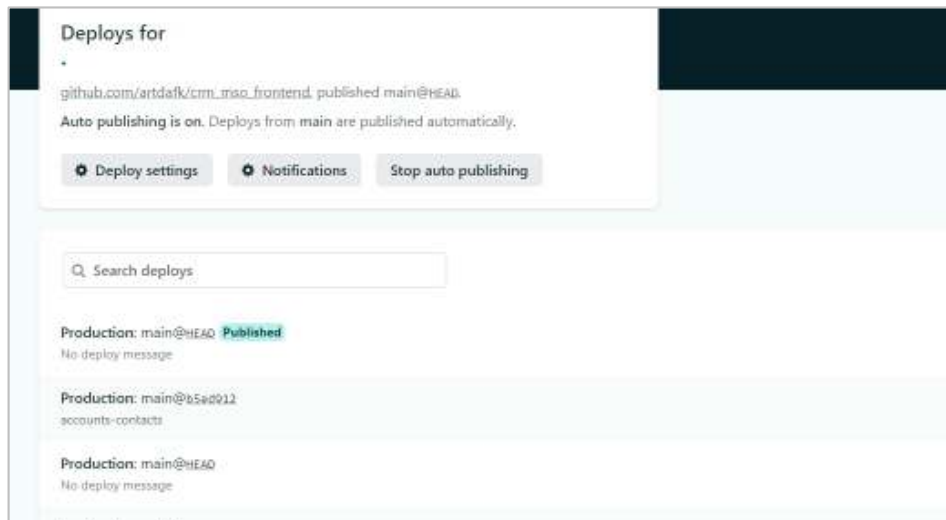 Deploys for
github.com/artdafk/crm_mso_frontend, published main@HEAD.
Auto publishing is on. Deploys from main are published automatically.
Deploy settings
Notifications
Stop auto publishing
Search deploys
Production: main@HEAD Published
No deploy message
Production: main@b5ad912
accounts-contacts
Production: main@HEAD
No deploy message